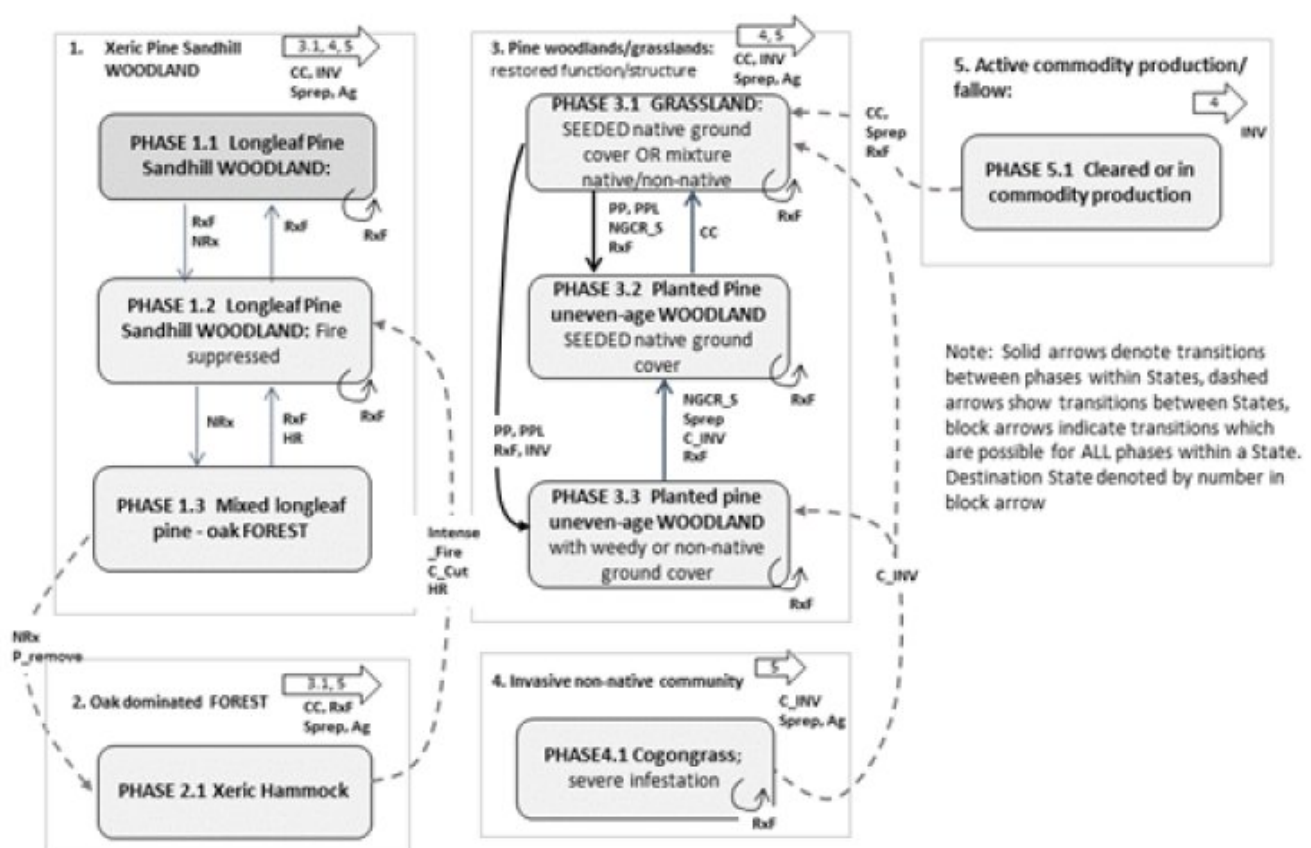 1. Xeric Pine Sandhill
WOODLAND
3.1, 4, 5
CC, INV
Sprep, Ag
PHASE 1.1 Longleaf Pine
Sandhill WOODLAND:
RxF
RxF
NRx
RxF
PHASE 1.2 Longleaf Pine
Sandhill WOODLAND: Fire
suppressed
RxF
NRx
RxF
HR
PHASE 1.3 Mixed longleaf
pine - oak FOREST
NRx
P_remove
Intense
_Fire
C_Cut
HR
2. Oak dominated FOREST
3.1, 5
CC, RxF
Sprep, Ag
PHASE 2.1 Xeric Hammock
3. Pine woodlands/grasslands:
restored function/structure
4, 5
CC, INV
Sprep, Ag
PHASE 3.1 GRASSLAND:
SEEDED native ground
cover OR mixture
native/non-native
RxF
PP, PPL
NGCR_S
RxF
CC
PHASE 3.2 Planted Pine
uneven-age WOODLAND
SEEDED native ground
cover
RxF
PP, PPL
RxF, INV
NGCR_S
Sprep
C_INV
RxF
PHASE 3.3 Planted pine
uneven-age WOODLAND
with weedy or non-native
ground cover
RxF
C_INV
4. Invasive non-native community
5
C_INV
Sprep, Ag
PHASE4.1 Cogongrass;
severe infestation
RxF
5. Active commodity production/
fallow:
4
INV
CC,
Sprep
RxF
PHASE 5.1 Cleared or in
commodity production
Note: Solid arrows denote transitions
between phases within States, dashed
arrows show transitions between States,
block arrows indicate transitions which
are possible for ALL phases within a State.
Destination State denoted by number in
block arrow